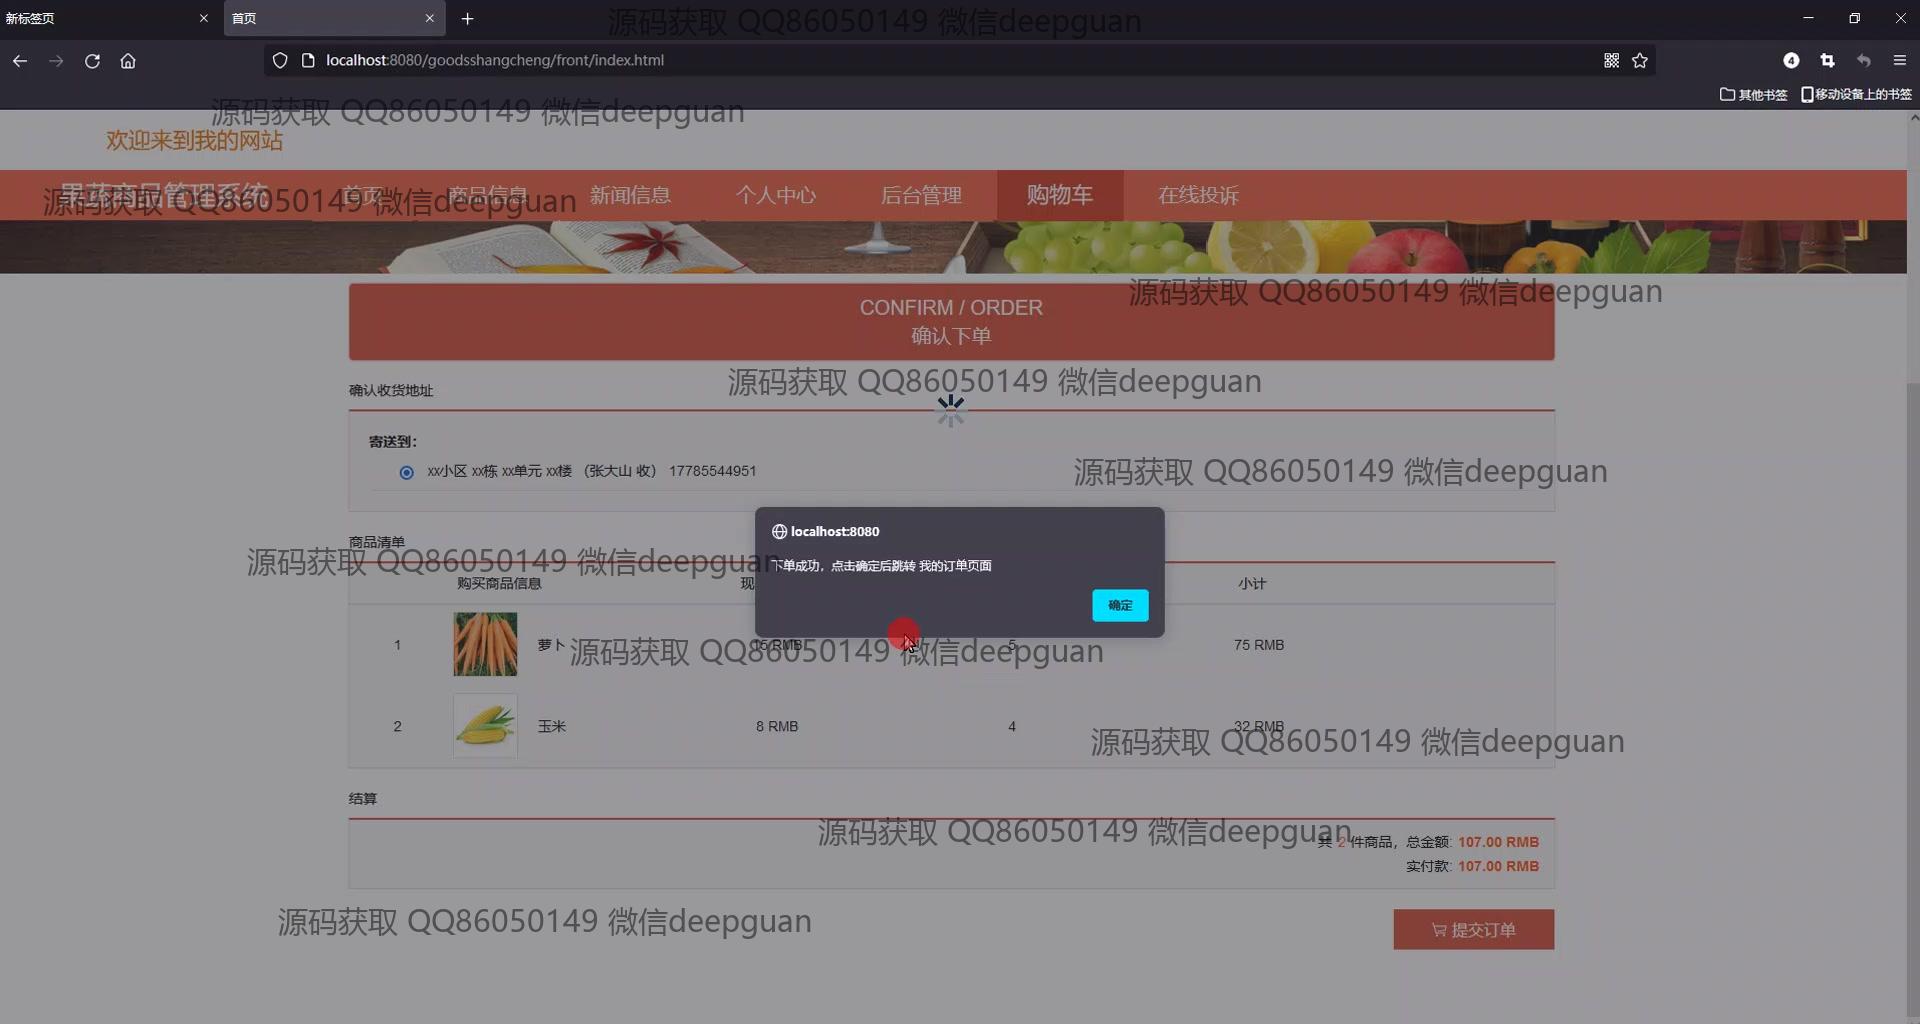 新标签页
首页
源码获取 QQ86050149 微信deepguan
localhost:8080/goodsshangcheng/front/index.html
4
其他书签
移动设备上的书签
源码获取 QQ86050149 微信deepguan
欢迎来到我的网站
果蔬商品管理系统 首页 商品信息 新闻信息 个人中心 后台管理 购物车 在线投诉
源码获取 QQ86050149 微信deepguan
源码获取 QQ86050149 微信deepguan
CONFIRM / ORDER
确认下单
源码获取 QQ86050149 微信deepguan
确认收货地址
寄送到：
xx小区 xx栋 xx单元 xx楼 （张大山 收） 17785544951
源码获取 QQ86050149 微信deepguan
localhost:8080
下单成功，点击确定后跳转 我的订单页面
确定
商品清单
源码获取 QQ86050149 微信deepguan
购买商品信息 现 小计
1 萝卜 15 RMB 5 75 RMB
源码获取 QQ86050149 微信deepguan
2 玉米 8 RMB 4 32 RMB
源码获取 QQ86050149 微信deepguan
结算
源码获取 QQ86050149 微信deepguan
共 2 件商品，总金额: 107.00 RMB
实付款: 107.00 RMB
源码获取 QQ86050149 微信deepguan
提交订单